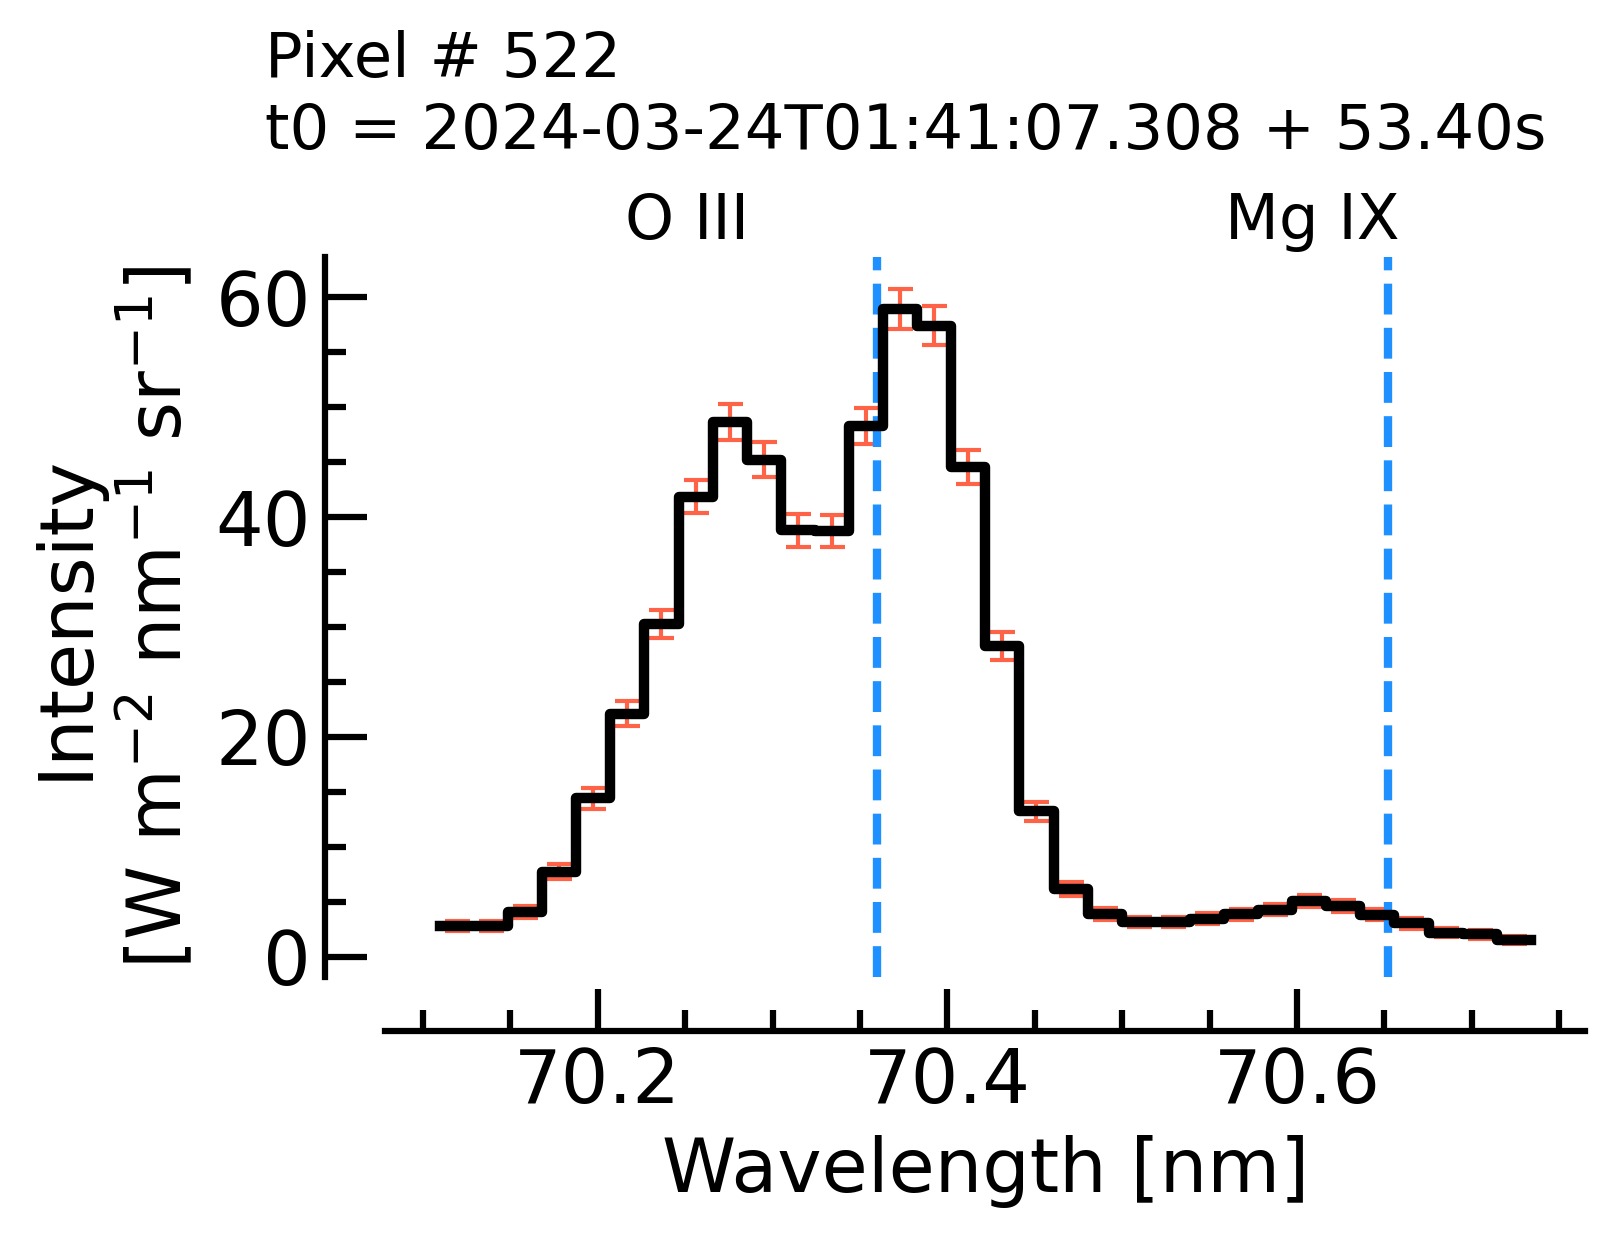 Pixel # 522
t0 = 2024-03-24T01:41:07.308 + 53.40s
O III Mg IX
Intensity
[W m⁻² nm⁻¹ sr⁻¹]
60
40
20
0
70.2 70.4 70.6
Wavelength [nm]